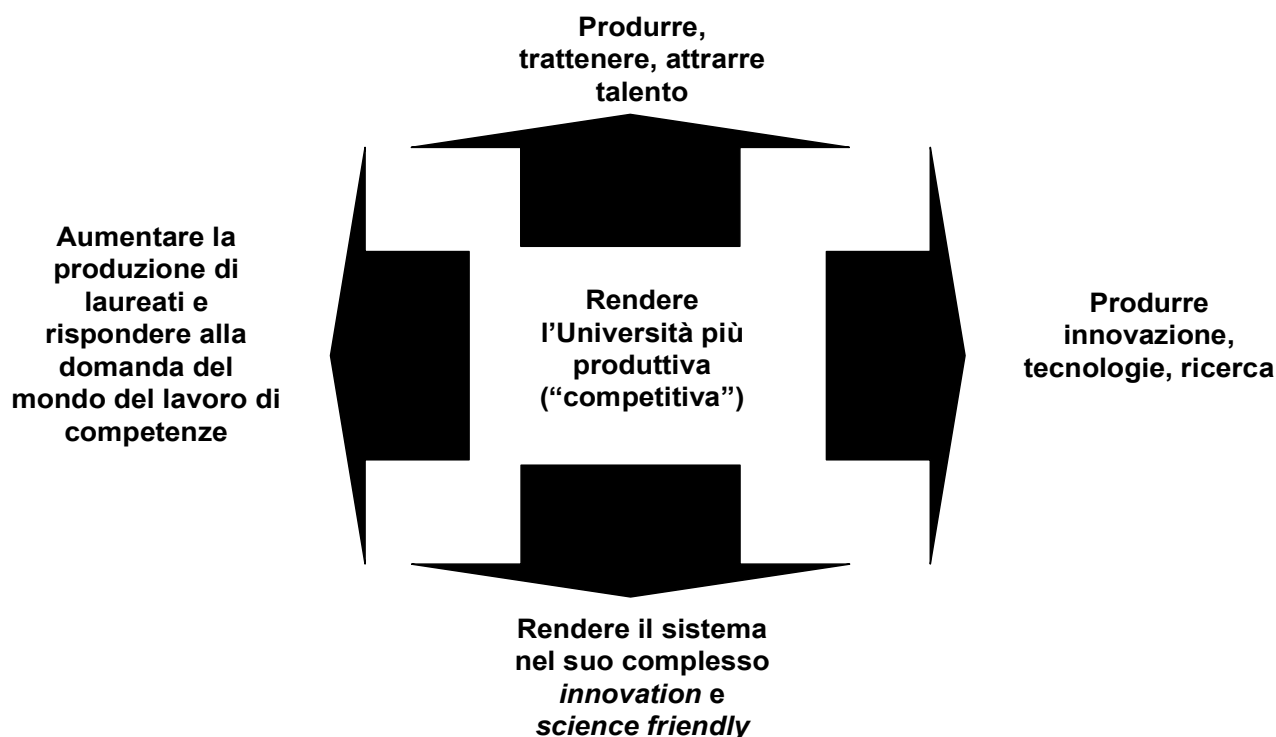 Produrre,
trattenere, attrarre
talento
Aumentare la
produzione di
laureati e
rispondere alla
domanda del
mondo del lavoro di
competenze
Rendere
l’Università più
produttiva
(“competitiva”)
Produrre
innovazione,
tecnologie, ricerca
Rendere il sistema
nel suo complesso
innovation e
science friendly